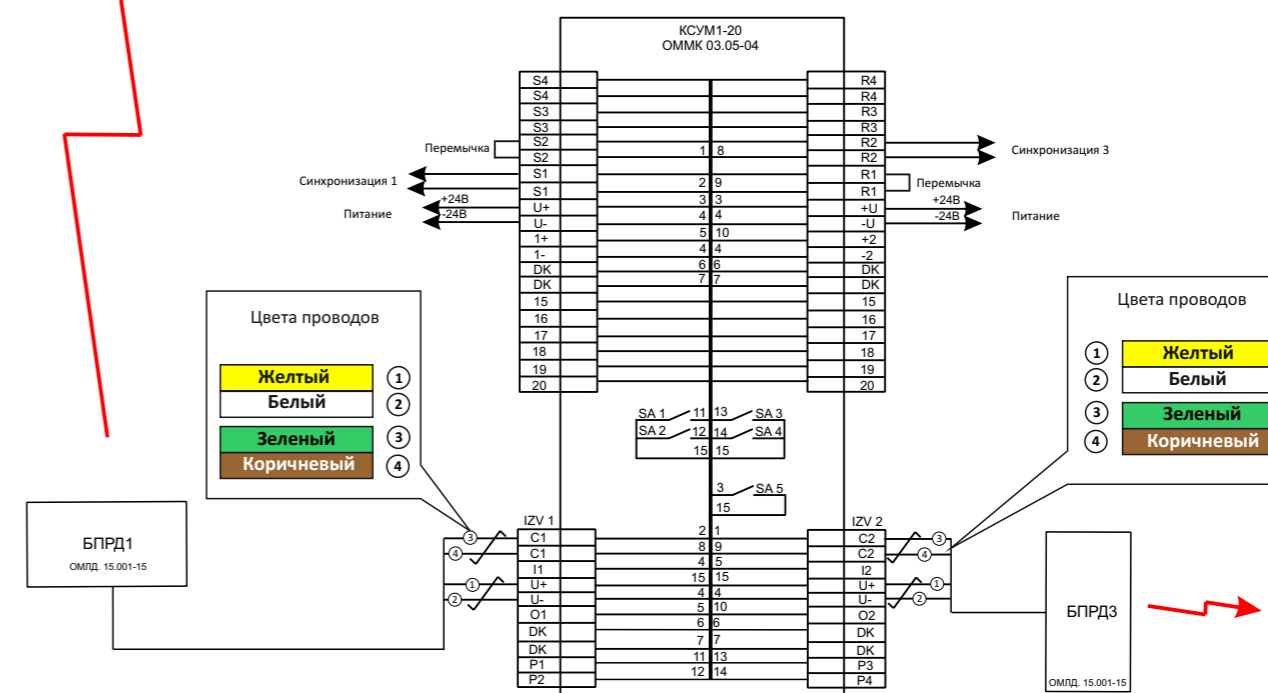 КСУМ1-20
ОММК 03.05-04
S4 R4
S4 R4
S3 R3
S3 R3
S2 R2
Перемычка
S2 1 8 R2
Синхронизация 3
S1 R1
Синхронизация 1
S1 2 9 R1
Перемычка
+24В U+ 3 3 +U +24В
Питание -24В U- 4 4 -U -24В Питание
1+ 5 10 +2
1- 4 4 -2
DK 6 6 DK
DK 7 7 DK
15 15
16 16
17 17
18 18
19 19
20 20
Цвета проводов
Желтый 1
Белый 2
Зеленый 3
Коричневый 4
Цвета проводов
1 Желтый
2 Белый
3 Зеленый
4 Коричневый
SA 1 11 13 SA 3
SA 2 12 14 SA 4
15 15
3 SA 5
15
IZV 1 IZV 2
3 C1 2 1 C2 3
4 C1 8 9 C2 4
I1 4 5 I2
1 U+ 15 15 U+ 1
2 U- 4 4 U- 2
O1 5 10 O2
DK 6 6 DK
DK 7 7 DK
P1 11 13 P3
P2 12 14 P4
БПРД1
ОМЛД. 15.001-15
БПРД3
ОМЛД. 15.001-15